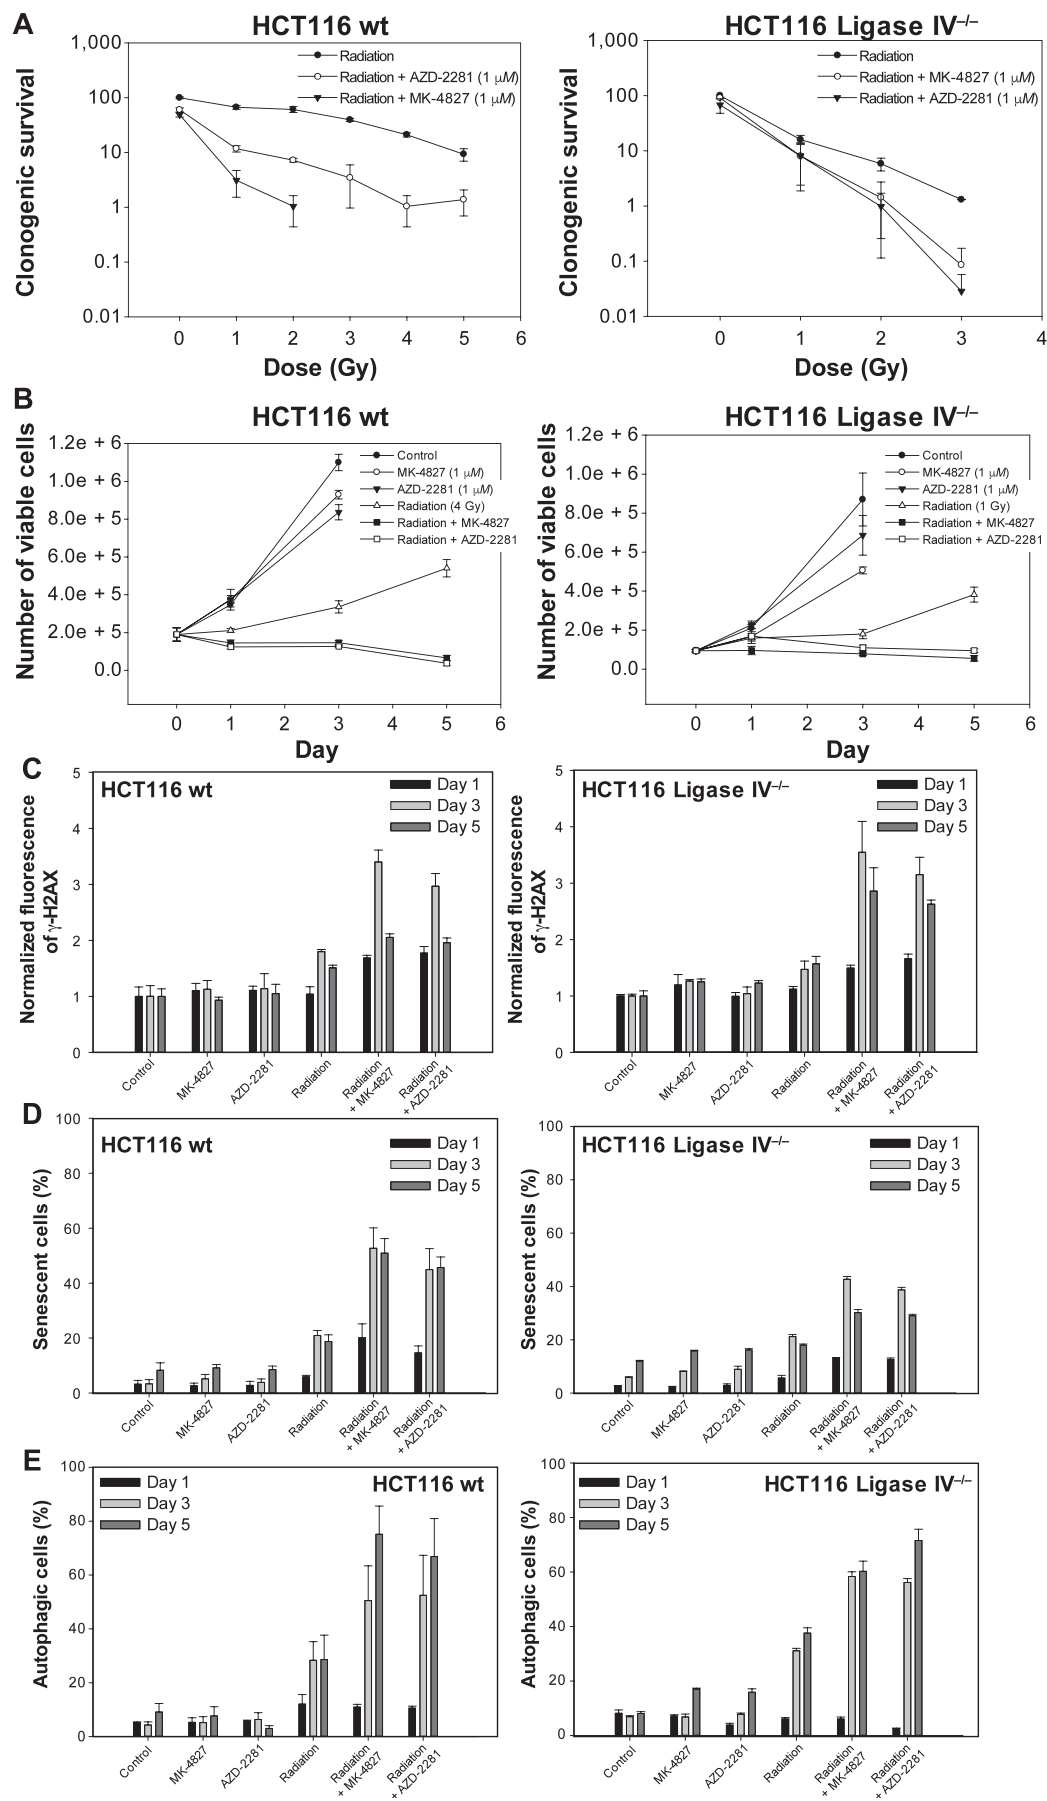 A
HCT116 wt
Clonogenic survival
1,000
100
10
1
0.1
0.01
Radiation
Radiation + AZD-2281 (1 μM)
Radiation + MK-4827 (1 μM)
0 1 2 3 4 5 6
Dose (Gy)
HCT116 Ligase IV–/–
Clonogenic survival
1,000
100
10
1
0.1
0.01
Radiation
Radiation + MK-4827 (1 μM)
Radiation + AZD-2281 (1 μM)
0 1 2 3 4
Dose (Gy)
B
HCT116 wt
Number of viable cells
1.2e + 6
1.0e + 6
8.0e + 5
6.0e + 5
4.0e + 5
2.0e + 5
0.0
Control
MK-4827 (1 μM)
AZD-2281 (1 μM)
Radiation (4 Gy)
Radiation + MK-4827
Radiation + AZD-2281
0 1 2 3 4 5 6
Day
HCT116 Ligase IV–/–
Number of viable cells
1.2e + 6
1.0e + 6
8.0e + 5
6.0e + 5
4.0e + 5
2.0e + 5
0.0
Control
MK-4827 (1 μM)
AZD-2281 (1 μM)
Radiation (1 Gy)
Radiation + MK-4827
Radiation + AZD-2281
0 1 2 3 4 5 6
Day
C
HCT116 wt
Normalized fluorescence
of γ-H2AX
5
4
3
2
1
0
Day 1
Day 3
Day 5
Control
MK-4827
AZD-2281
Radiation
Radiation
+ MK-4827
Radiation
+ AZD-2281
HCT116 Ligase IV–/–
Normalized fluorescence
of γ-H2AX
5
4
3
2
1
0
Day 1
Day 3
Day 5
Control
MK-4827
AZD-2281
Radiation
Radiation
+ MK-4827
Radiation
+ AZD-2281
D
HCT116 wt
Senescent cells (%)
100
80
60
40
20
0
Day 1
Day 3
Day 5
Control
MK-4827
AZD-2281
Radiation
Radiation
+ MK-4827
Radiation
+ AZD-2281
HCT116 Ligase IV–/–
Senescent cells (%)
100
80
60
40
20
0
Day 1
Day 3
Day 5
Control
MK-4827
AZD-2281
Radiation
Radiation
+ MK-4827
Radiation
+ AZD-2281
E
HCT116 wt
Autophagic cells (%)
100
80
60
40
20
0
Day 1
Day 3
Day 5
Control
MK-4827
AZD-2281
Radiation
Radiation
+ MK-4827
Radiation
+ AZD-2281
HCT116 Ligase IV–/–
Autophagic cells (%)
100
80
60
40
20
0
Day 1
Day 3
Day 5
Control
MK-4827
AZD-2281
Radiation
Radiation
+ MK-4827
Radiation
+ AZD-2281